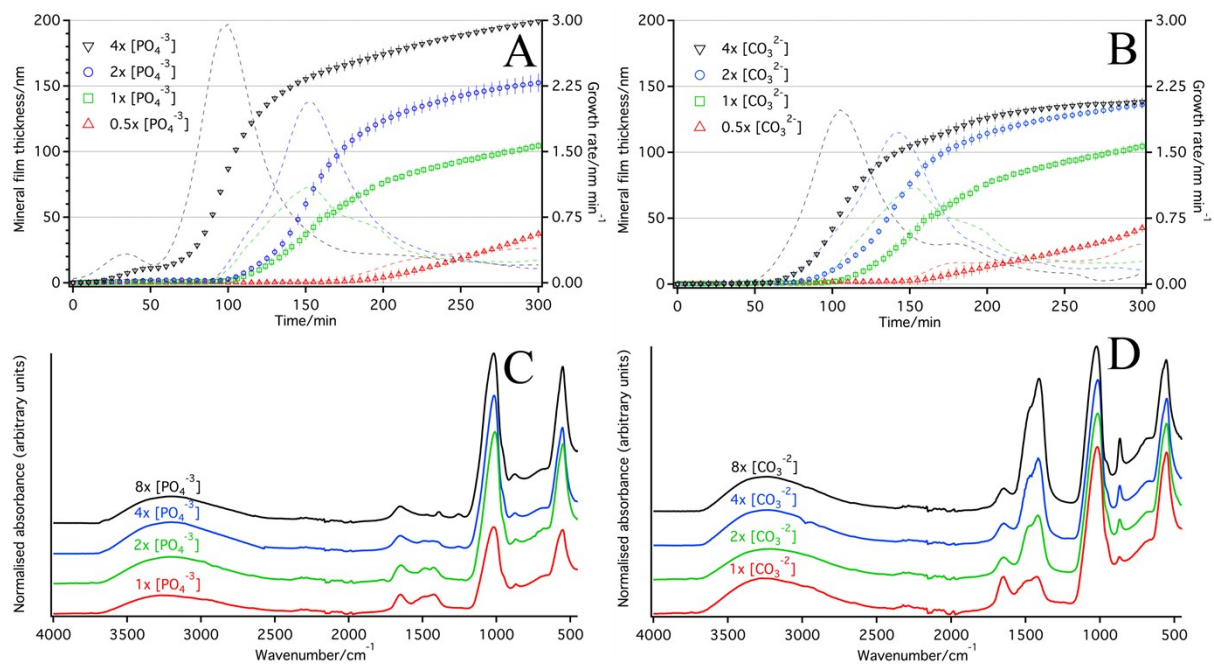 A
4x [PO₄⁻³]
2x [PO₄⁻³]
1x [PO₄⁻³]
0.5x [PO₄⁻³]
Mineral film thickness/nm
200
150
100
50
0
3.00
2.25
1.50
0.75
0.00
Growth rate/nm min⁻¹
0 50 100 150 200 250 300
Time/min
B
4x [CO₃²⁻]
2x [CO₃²⁻]
1x [CO₃²⁻]
0.5x [CO₃²⁻]
Mineral film thickness/nm
200
150
100
50
0
3.00
2.25
1.50
0.75
0.00
Growth rate/nm min⁻¹
0 50 100 150 200 250 300
Time/min
C
Normalised absorbance (arbitrary units)
8x [PO₄⁻³]
4x [PO₄⁻³]
2x [PO₄⁻³]
1x [PO₄⁻³]
4000 3500 3000 2500 2000 1500 1000 500
Wavenumber/cm⁻¹
D
Normalised absorbance (arbitrary units)
8x [CO₃⁻²]
4x [CO₃⁻²]
2x [CO₃⁻²]
1x [CO₃⁻²]
4000 3500 3000 2500 2000 1500 1000 500
Wavenumber/cm⁻¹